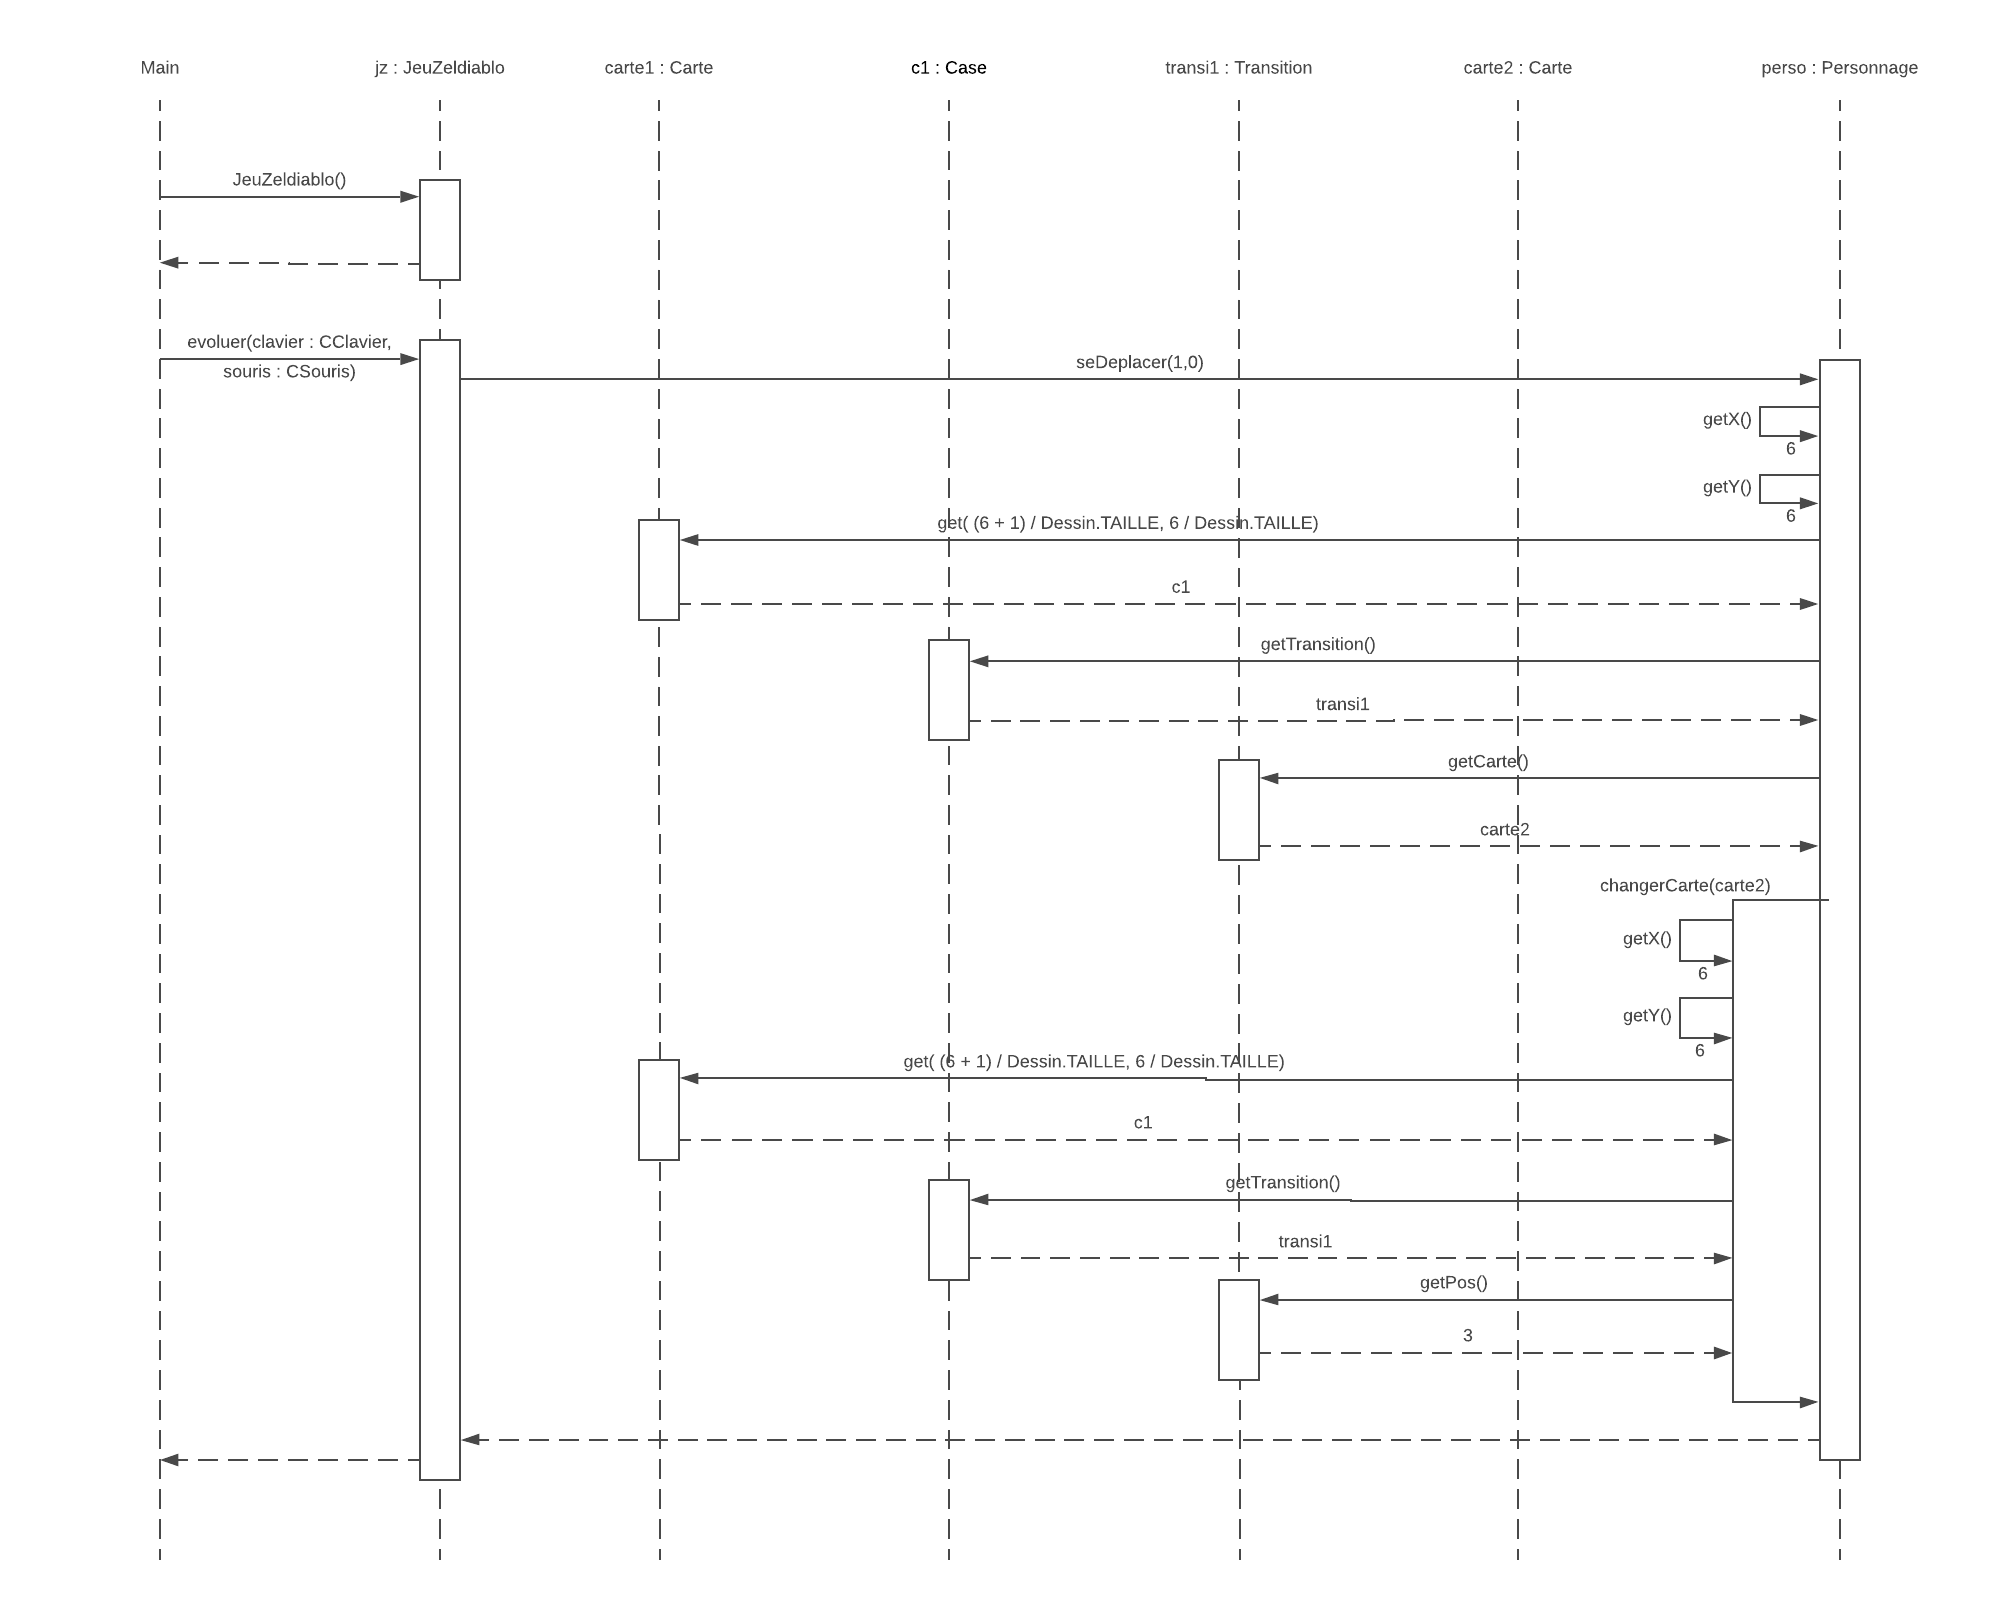 Main
jz : JeuZeldiablo
carte1 : Carte
c1 : Case
transi1 : Transition
carte2 : Carte
perso : Personnage
JeuZeldiablo()
evoluer(clavier : CClavier,
souris : CSouris)
seDeplacer(1,0)
getX()
6
getY()
6
get( (6 + 1) / Dessin.TAILLE, 6 / Dessin.TAILLE)
c1
getTransition()
transi1
getCarte()
carte2
changerCarte(carte2)
getX()
6
getY()
6
get( (6 + 1) / Dessin.TAILLE, 6 / Dessin.TAILLE)
c1
getTransition()
transi1
getPos()
3